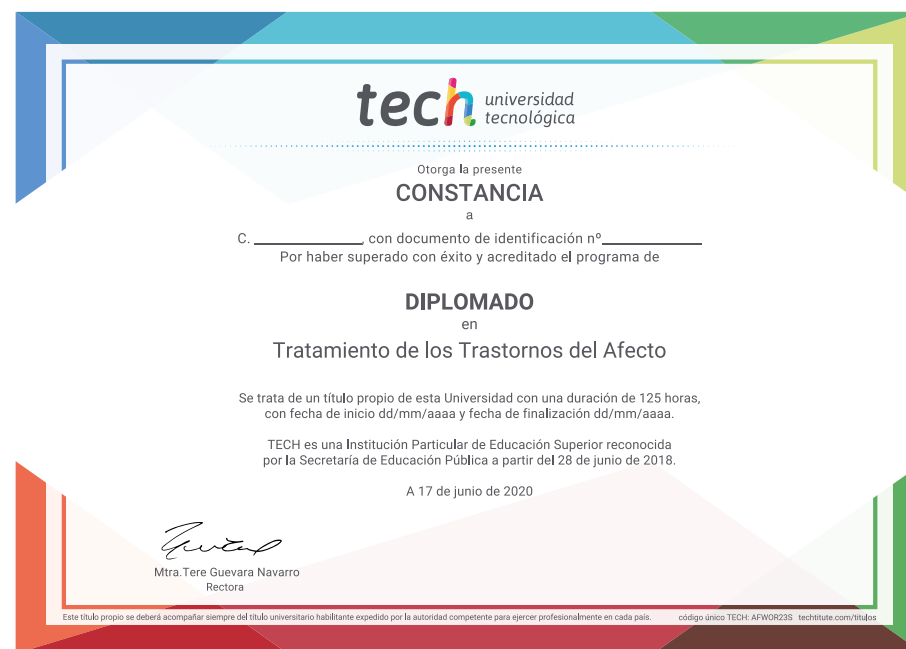 tech universidad
tecnológica
Otorga la presente
CONSTANCIA
a
C. ______________, con documento de identificación nº_____________
Por haber superado con éxito y acreditado el programa de
DIPLOMADO
en
Tratamiento de los Trastornos del Afecto
Se trata de un título propio de esta Universidad con una duración de 125 horas,
con fecha de inicio dd/mm/aaaa y fecha de finalización dd/mm/aaaa.
TECH es una Institución Particular de Educación Superior reconocida
por la Secretaría de Educación Pública a partir del 28 de junio de 2018.
A 17 de junio de 2020
Mtra.Tere Guevara Navarro
Rectora
Este título propio se deberá acompañar siempre del título universitario habilitante expedido por la autoridad competente para ejercer profesionalmente en cada país. código único TECH: AFWOR23S techtitute.com/titulos